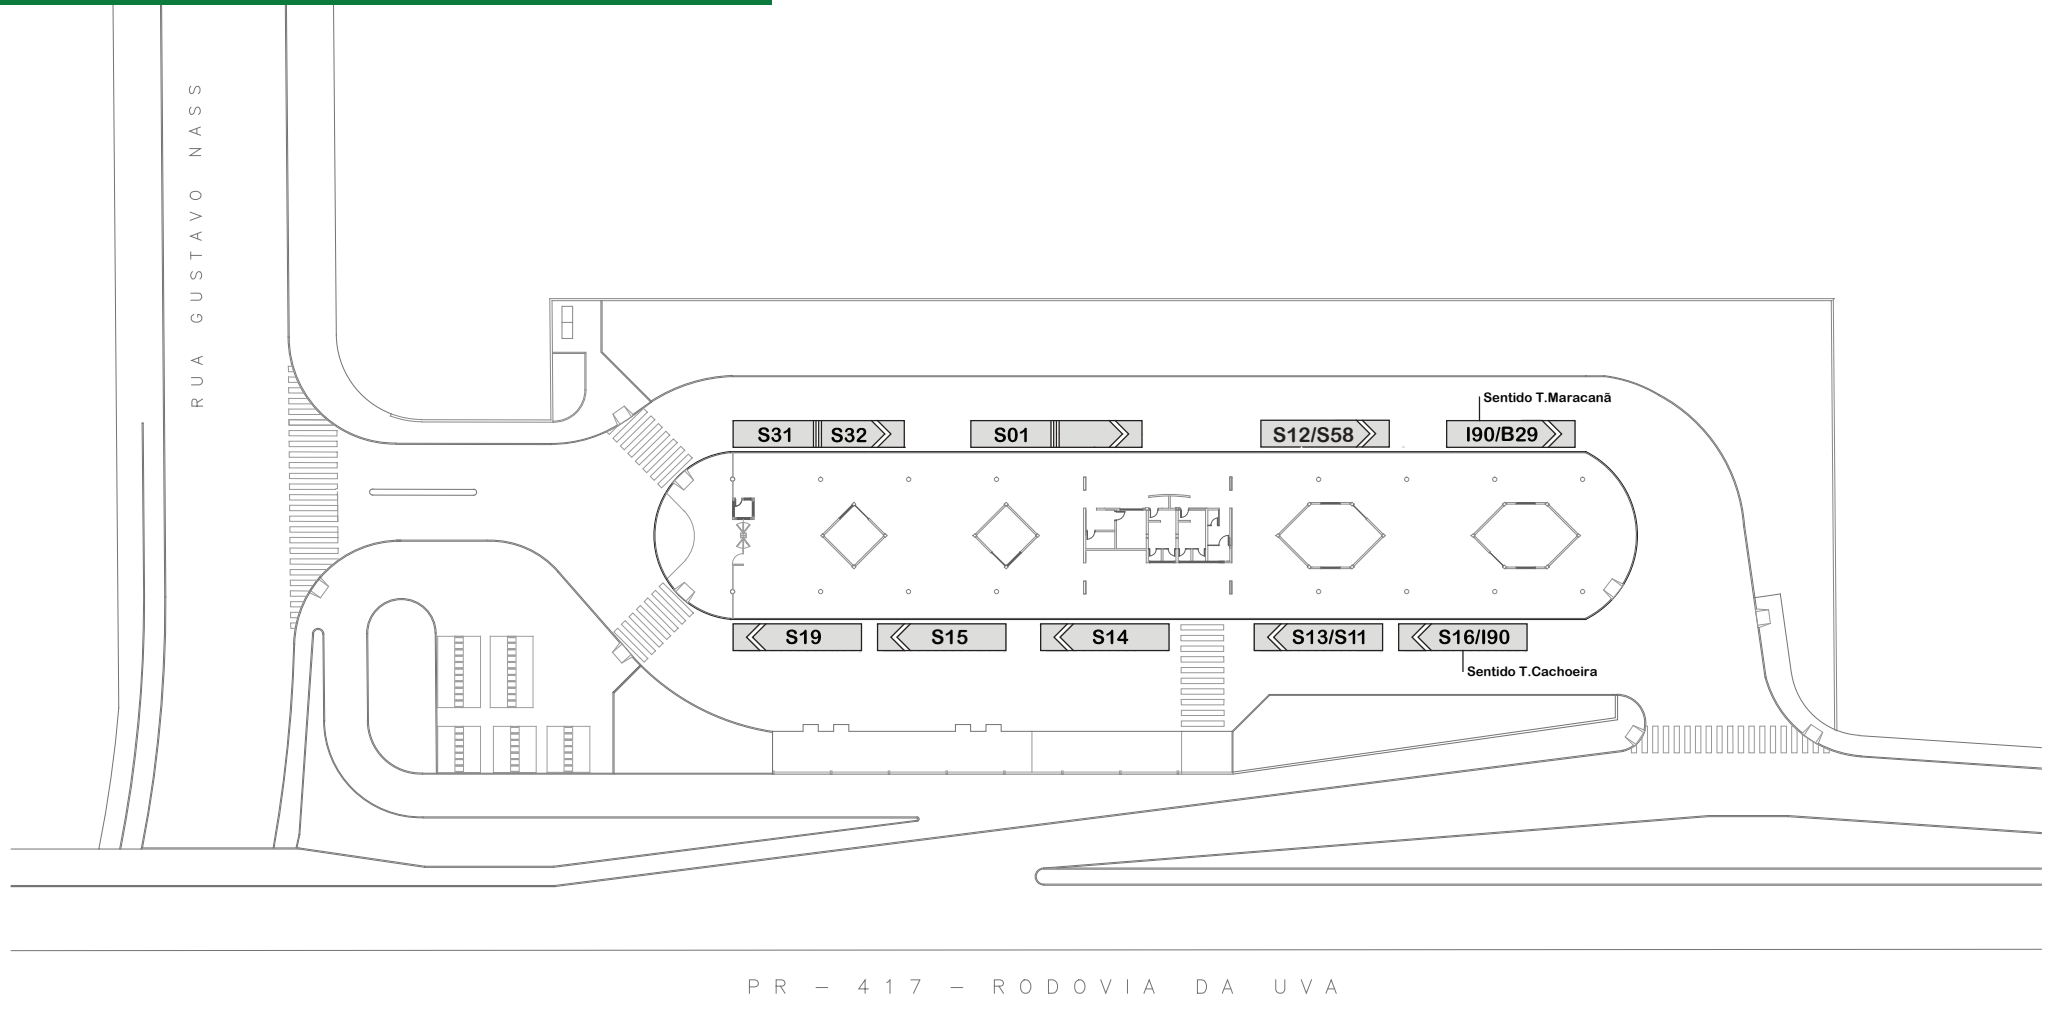 RUA GUSTAVO NASS
Sentido T.Maracanã
S31 S32
S01
S12/S58
I90/B29
S19
S15
S14
S13/S11
S16/I90
Sentido T.Cachoeira
PR - 417 - RODOVIA DA UVA